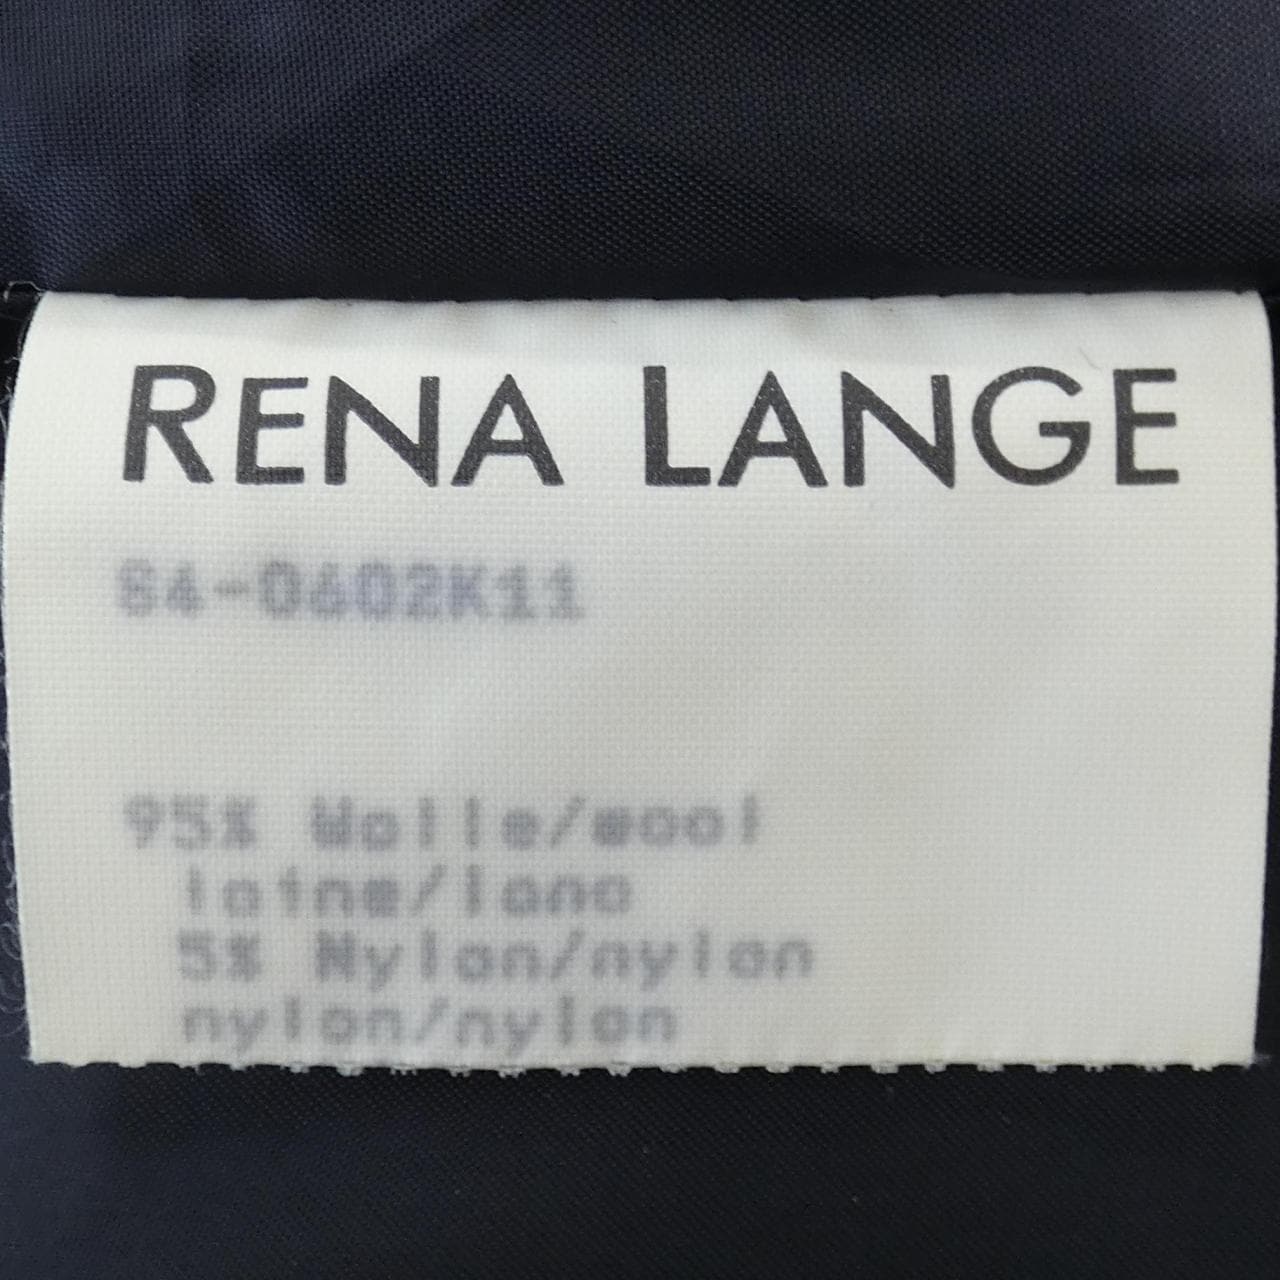 RENA LANGE
84-0602K11
95% Wolle/wool
laine/lana
5% Nylon/nylon
nylon/nylon